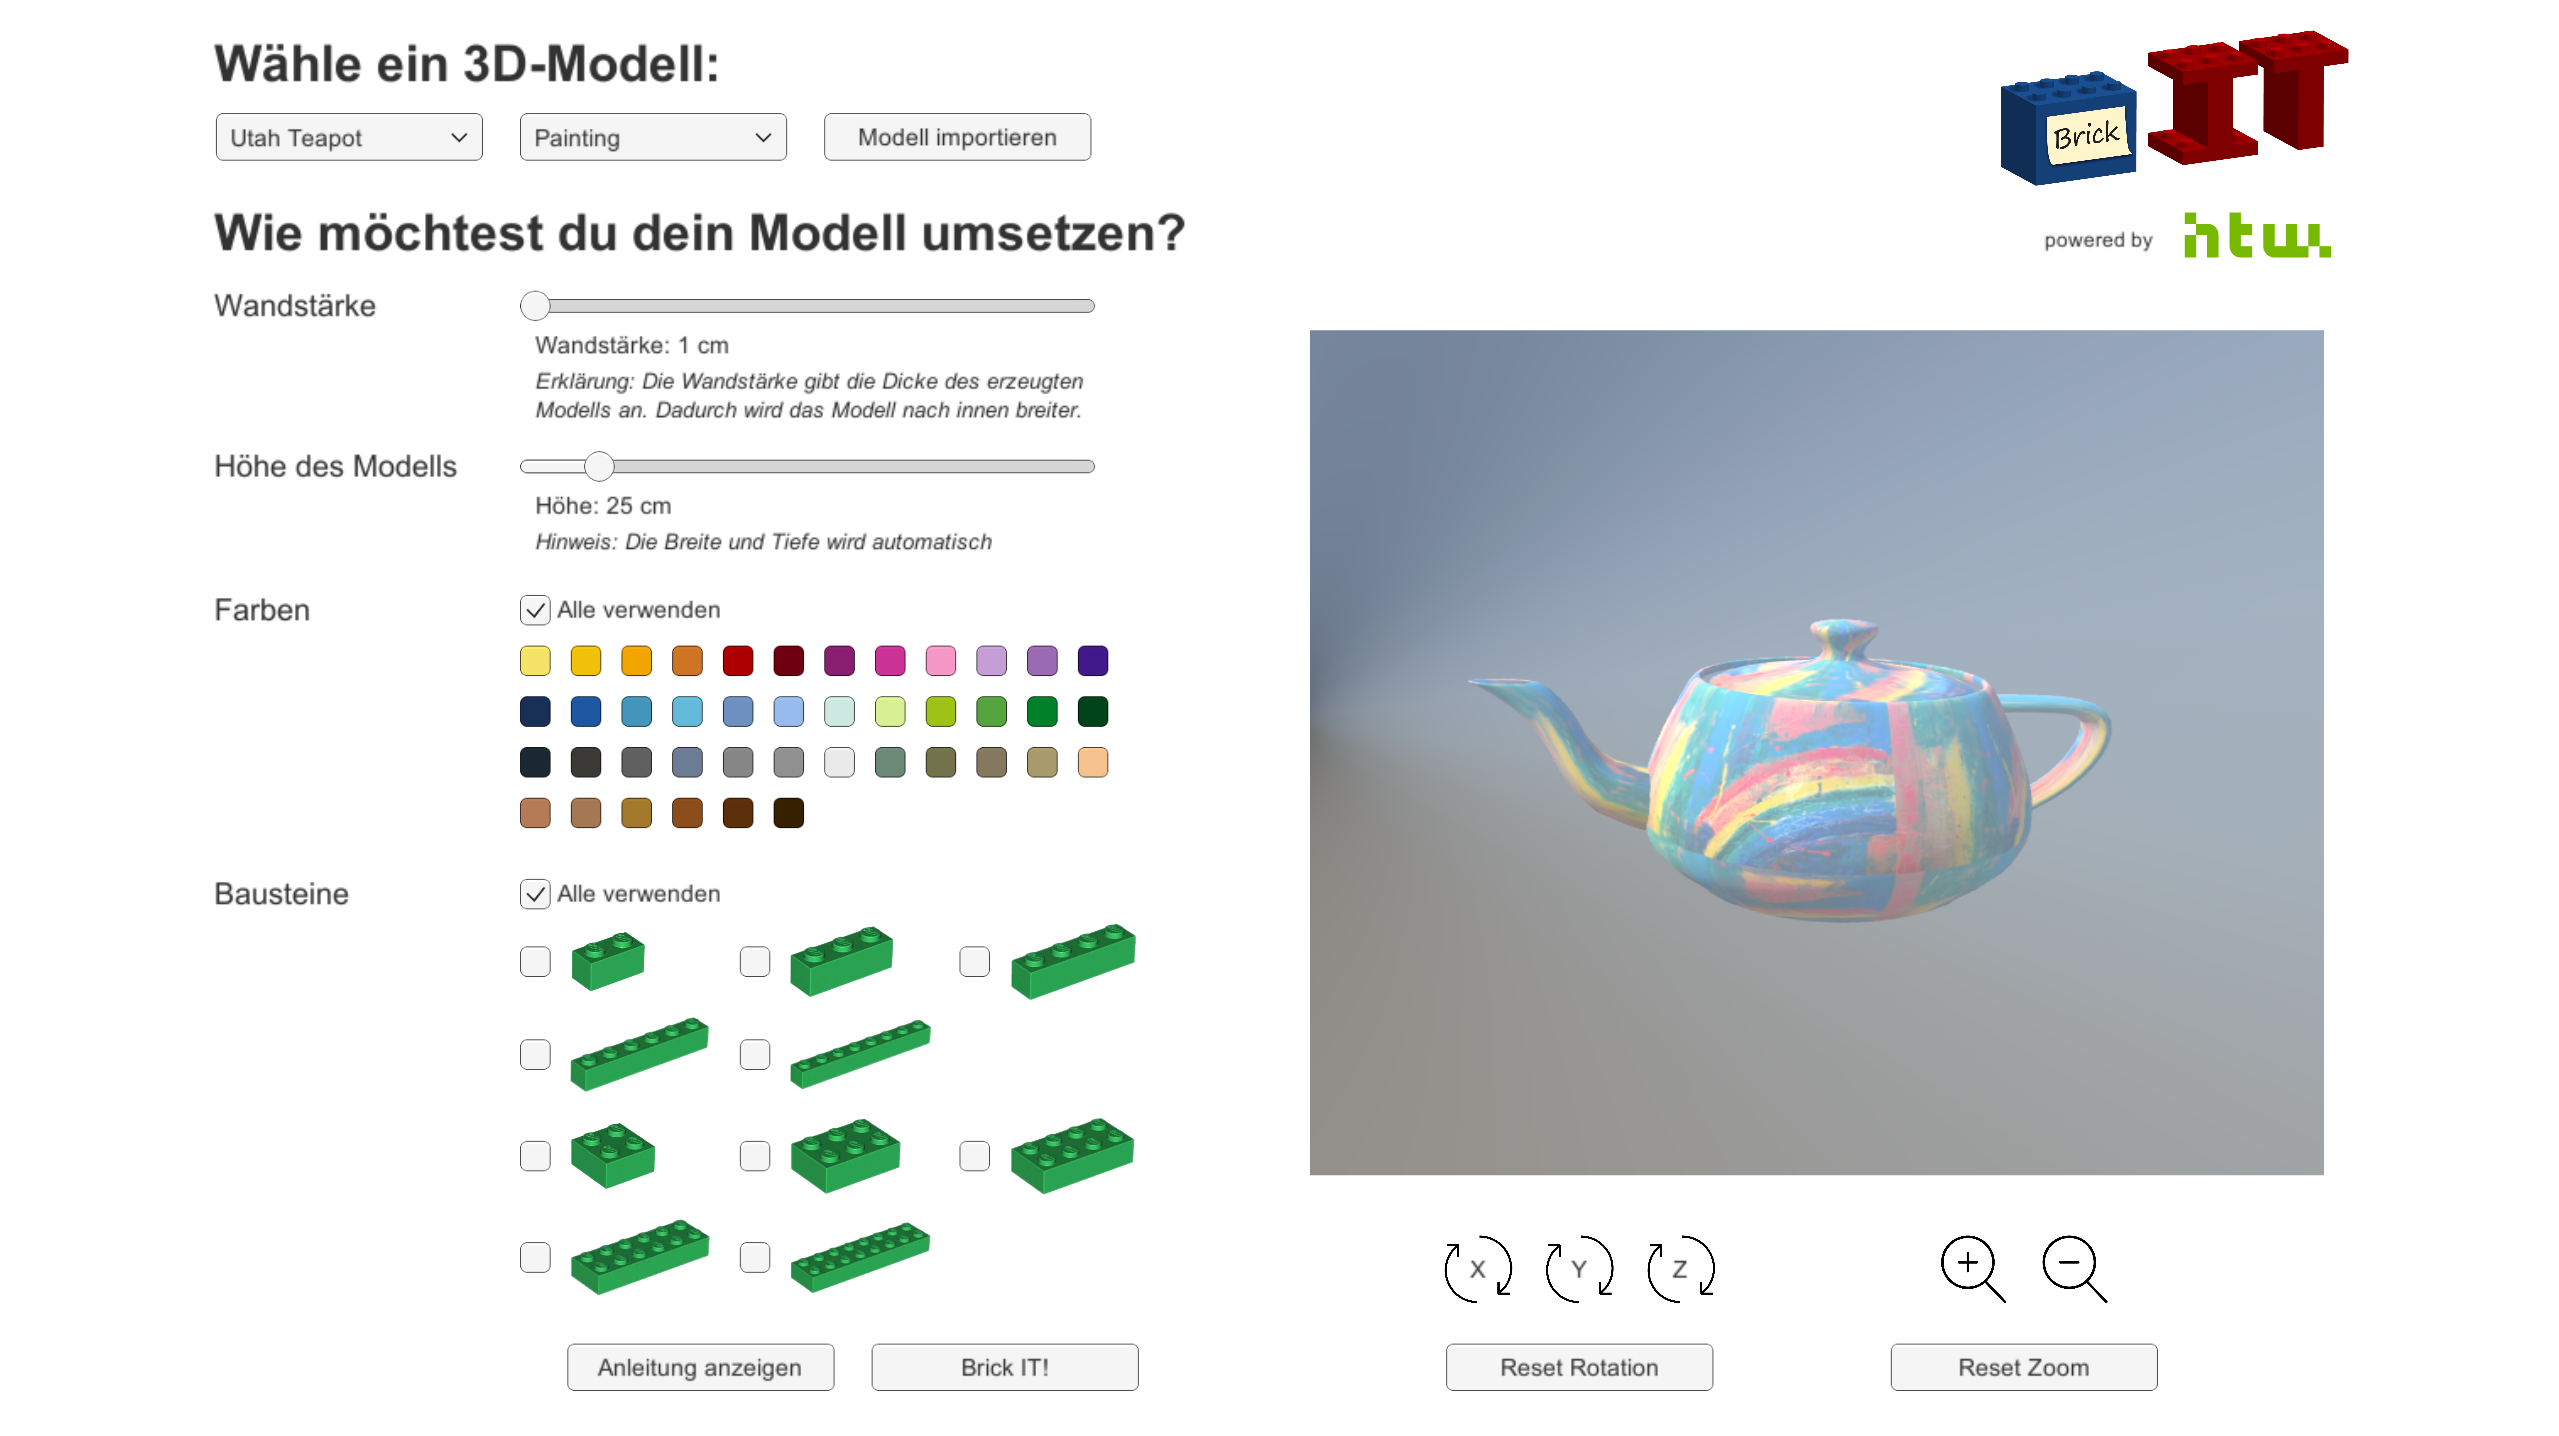 Wähle ein 3D-Modell:
Utah Teapot
Painting
Modell importieren
Brick
IT
powered by
htw.
Wie möchtest du dein Modell umsetzen?
Wandstärke
Wandstärke: 1 cm
Erklärung: Die Wandstärke gibt die Dicke des erzeugten
Modells an. Dadurch wird das Modell nach innen breiter.
Höhe des Modells
Höhe: 25 cm
Hinweis: Die Breite und Tiefe wird automatisch
Farben
Alle verwenden
Bausteine
Alle verwenden
Anleitung anzeigen
Brick IT!
X
Y
Z
Reset Rotation
Reset Zoom